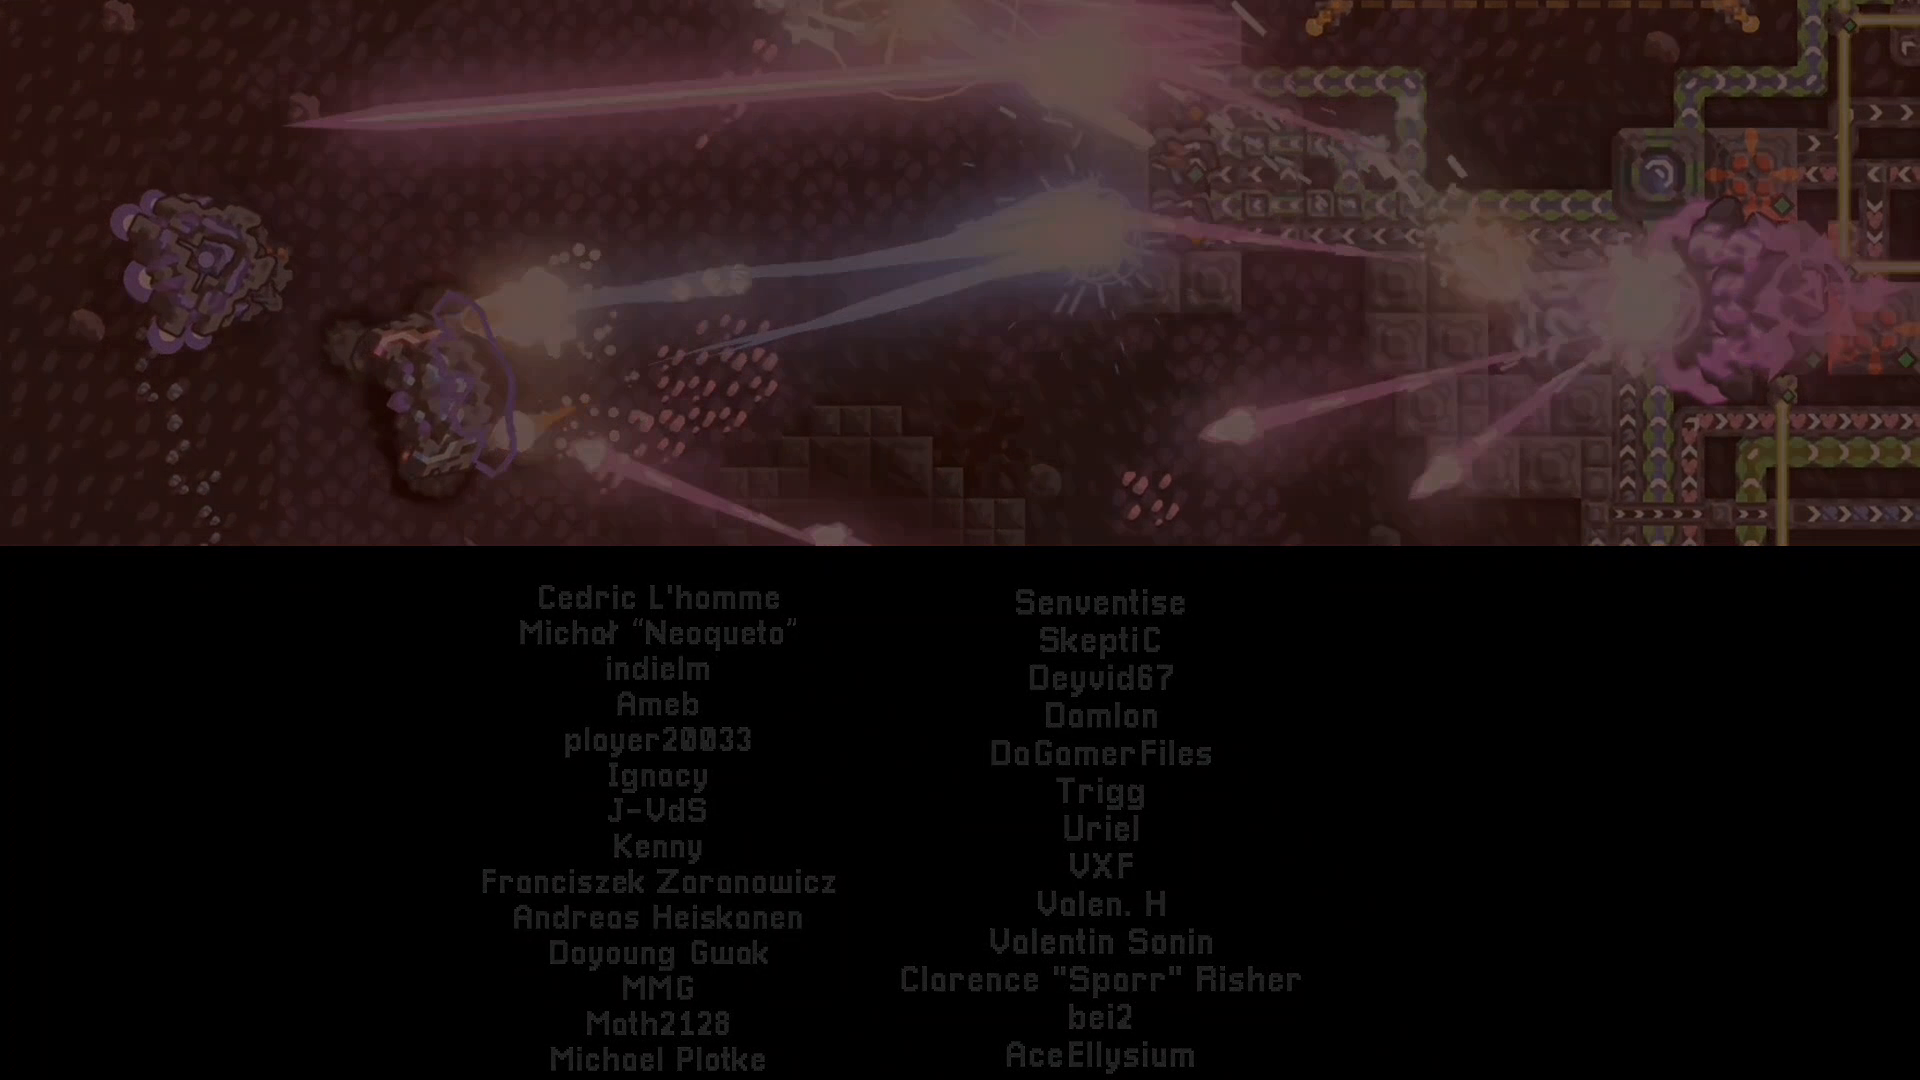 Cedric L'homme
Michał “Neoqueto”
indielm
Ameb
player20033
Ignacy
J-VdS
Kenny
Franciszek Zaranowicz
Andreas Heiskanen
Doyoung Gwak
MMG
Math2128
Michael Plotke
Senventise
SkeptiC
Deyvid67
Damlon
DaGamerFiles
Trigg
Uriel
VXF
Valen. H
Valentin Sonin
Clarence "Sparr" Risher
bei2
AceEllysium